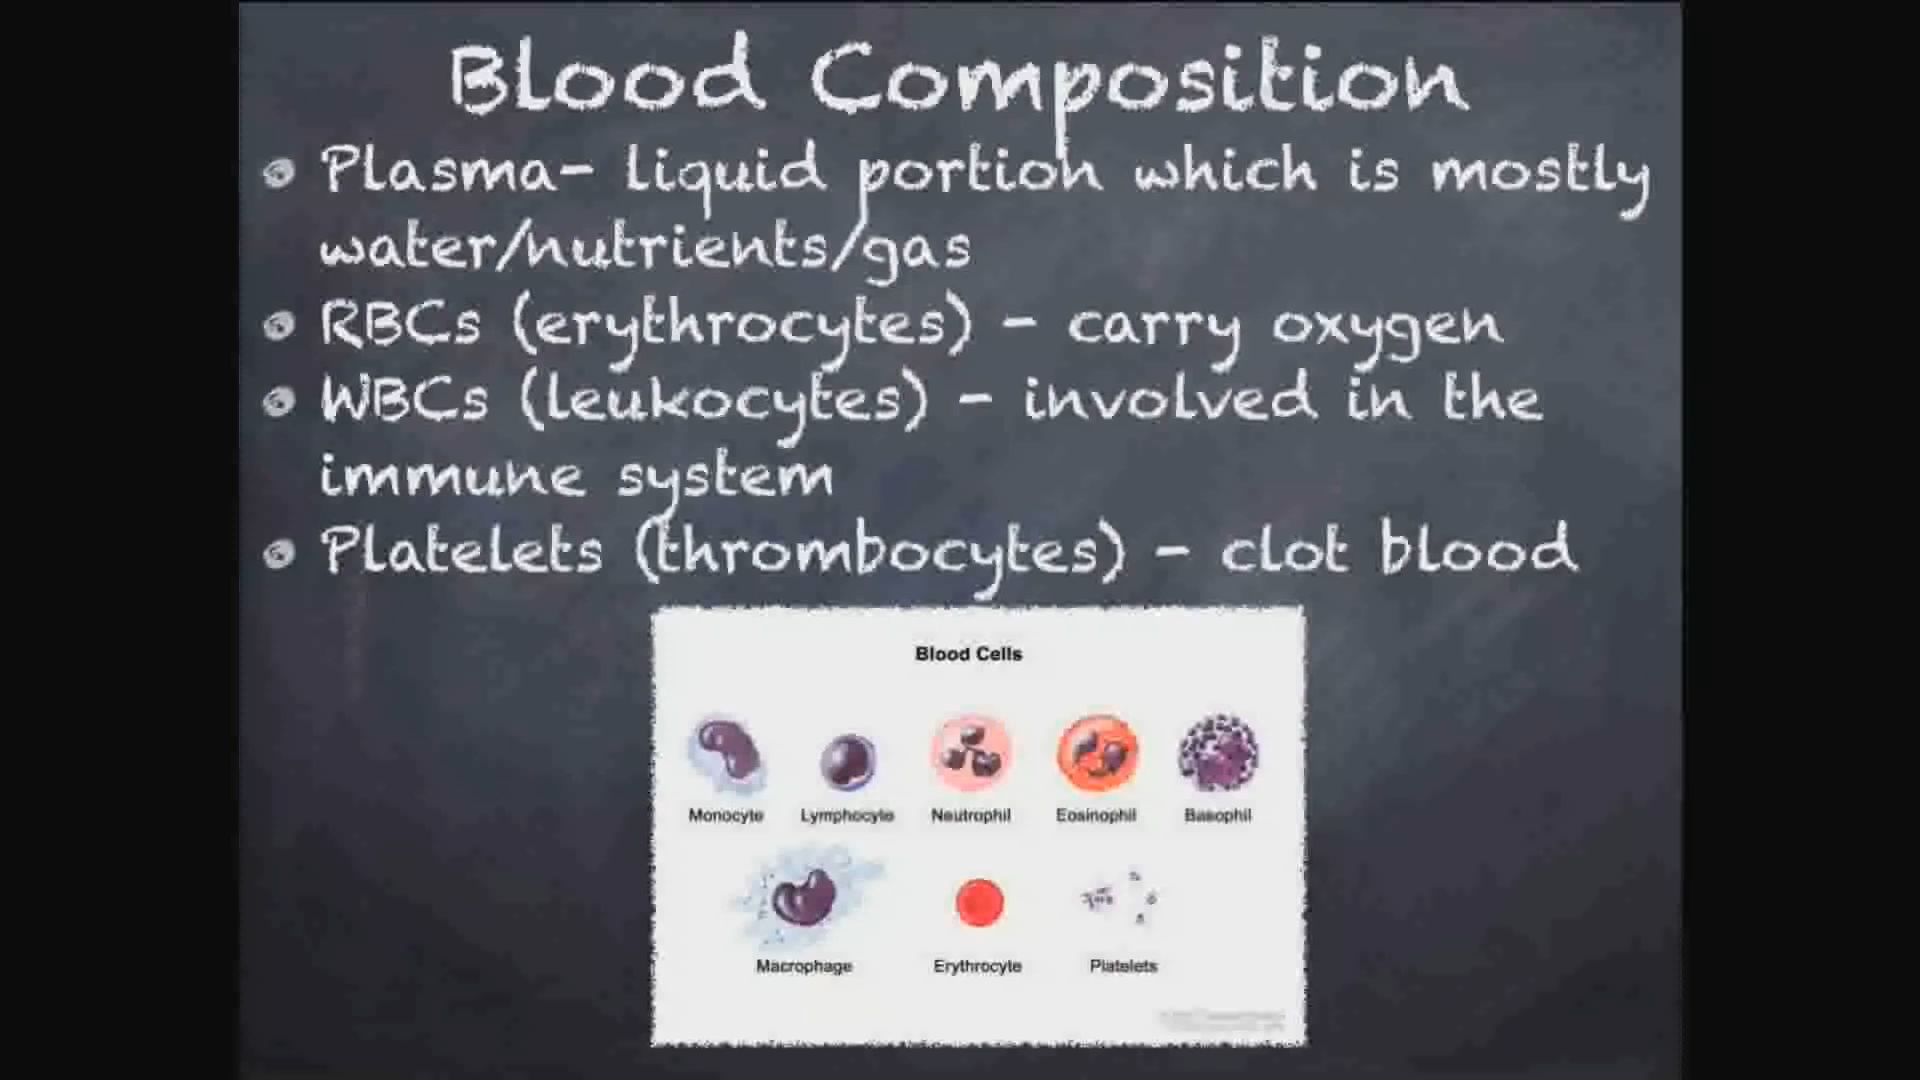 Blood Composition
Plasma- liquid portion which is mostly
water/nutrients/gas
RBCs (erythrocytes) - carry oxygen
WBCs (leukocytes) - involved in the
immune system
Platelets (thrombocytes) - clot blood
Blood Cells
Monocyte Lymphocyte Neutrophil Eosinophil Basophil
Macrophage Erythrocyte Platelets